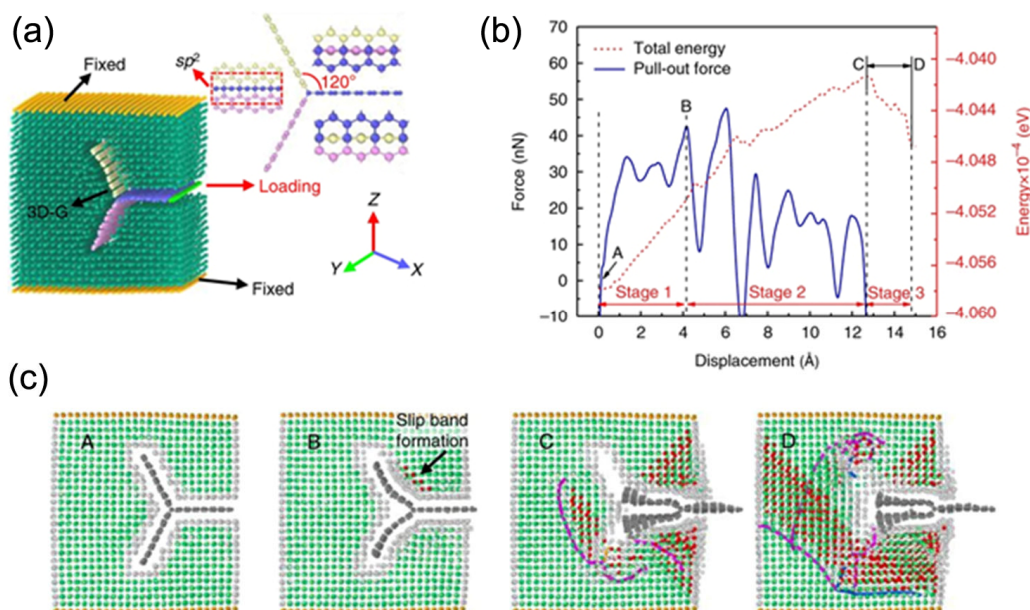 (a)
Fixed
sp²
120°
3D-G
Loading
Z
Y
X
Fixed
(b)
Total energy
Pull-out force
A
B
C
D
Stage 1
Stage 2
Stage 3
Force (nN)
70
60
50
40
30
20
10
0
−10
Energy×10⁻⁴ (eV)
−4.040
−4.044
−4.048
−4.052
−4.056
−4.060
0 2 4 6 8 10 12 14 16
Displacement (Å)
(c)
A
B
Slip band
formation
C
D